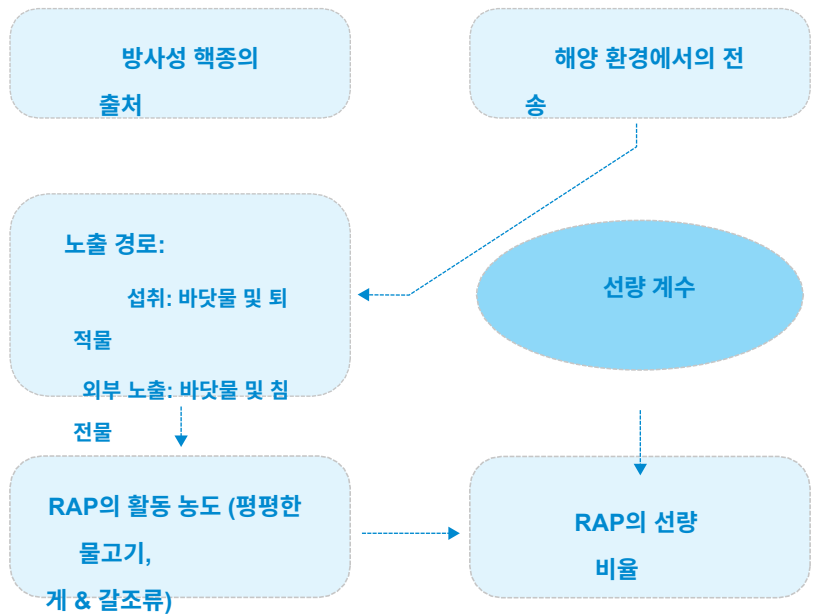 방사성 핵종의
출처
해양 환경에서의 전
송
노출 경로:
섭취: 바닷물 및 퇴
적물
외부 노출: 바닷물 및 침
전물
선량 계수
RAP의 활동 농도 (평평한
물고기,
게 & 갈조류)
RAP의 선량
비율